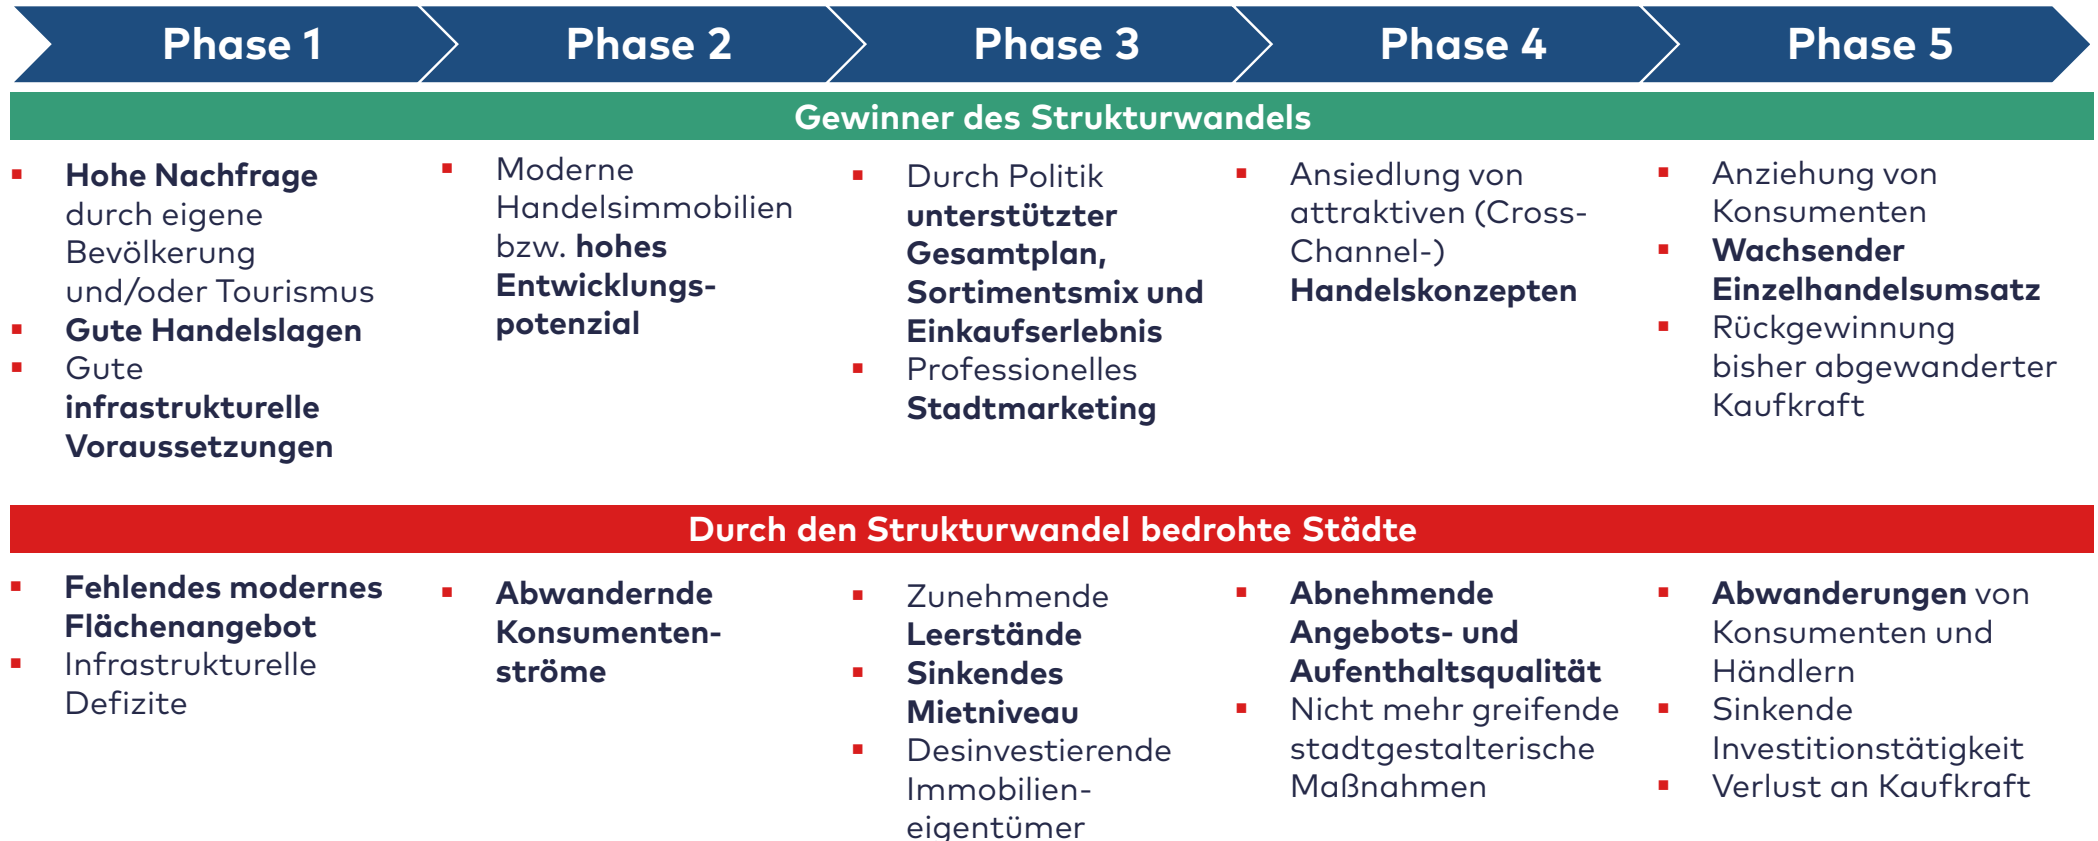 Phase 1
Phase 2
Phase 3
Phase 4
Phase 5
Gewinner des Strukturwandels
Hohe Nachfrage
durch eigene
Bevölkerung
und/oder Tourismus
Gute Handelslagen
Gute
infrastrukturelle
Voraussetzungen
Moderne
Handelsimmobilien
bzw. hohes
Entwicklungs-
potenzial
Durch Politik
unterstützter
Gesamtplan,
Sortimentsmix und
Einkaufserlebnis
Professionelles
Stadtmarketing
Ansiedlung von
attraktiven (Cross-
Channel-)
Handelskonzepten
Anziehung von
Konsumenten
Wachsender
Einzelhandelsumsatz
Rückgewinnung
bisher abgewanderter
Kaufkraft
Durch den Strukturwandel bedrohte Städte
Fehlendes modernes
Flächenangebot
Infrastrukturelle
Defizite
Abwandernde
Konsumenten-
ströme
Zunehmende
Leerstände
Sinkendes
Mietniveau
Desinvestierende
Immobilien-
eigentümer
Abnehmende
Angebots- und
Aufenthaltsqualität
Nicht mehr greifende
stadtgestalterische
Maßnahmen
Abwanderungen von
Konsumenten und
Händlern
Sinkende
Investitionstätigkeit
Verlust an Kaufkraft